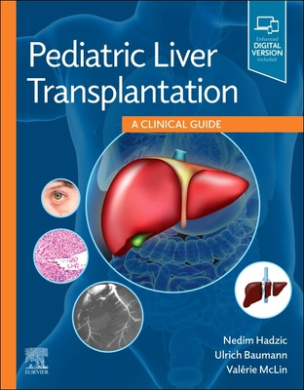 Enhanced
DIGITAL
VERSION
Included
Pediatric Liver
Transplantation
A CLINICAL GUIDE
Nedim Hadzic
Ulrich Baumann
Valérie McLin
ELSEVIER